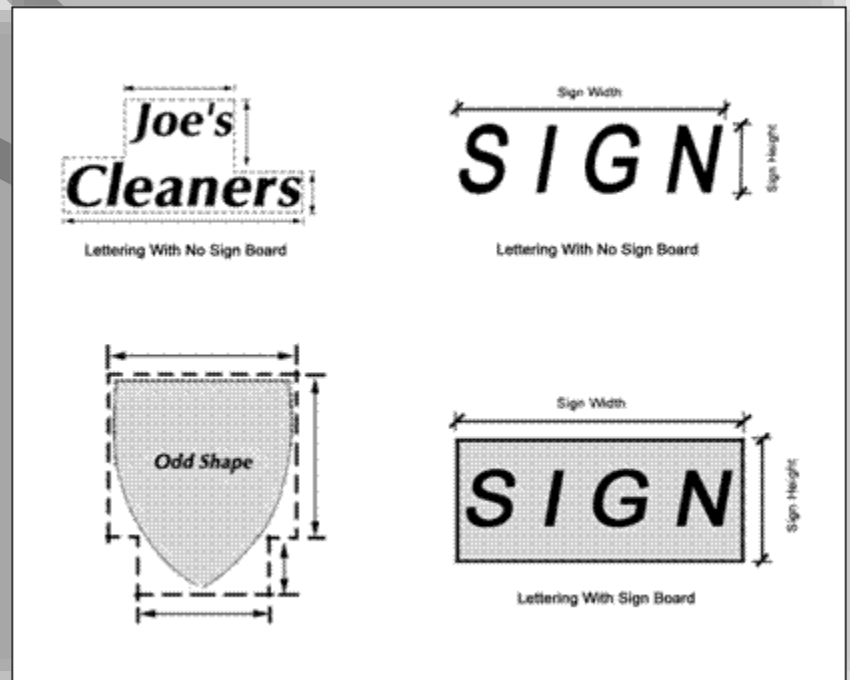 Joe's
Cleaners
Lettering With No Sign Board
Sign Width
SIGN
Sign Height
Lettering With No Sign Board
Odd Shape
Sign Width
SIGN
Sign Height
Lettering With Sign Board